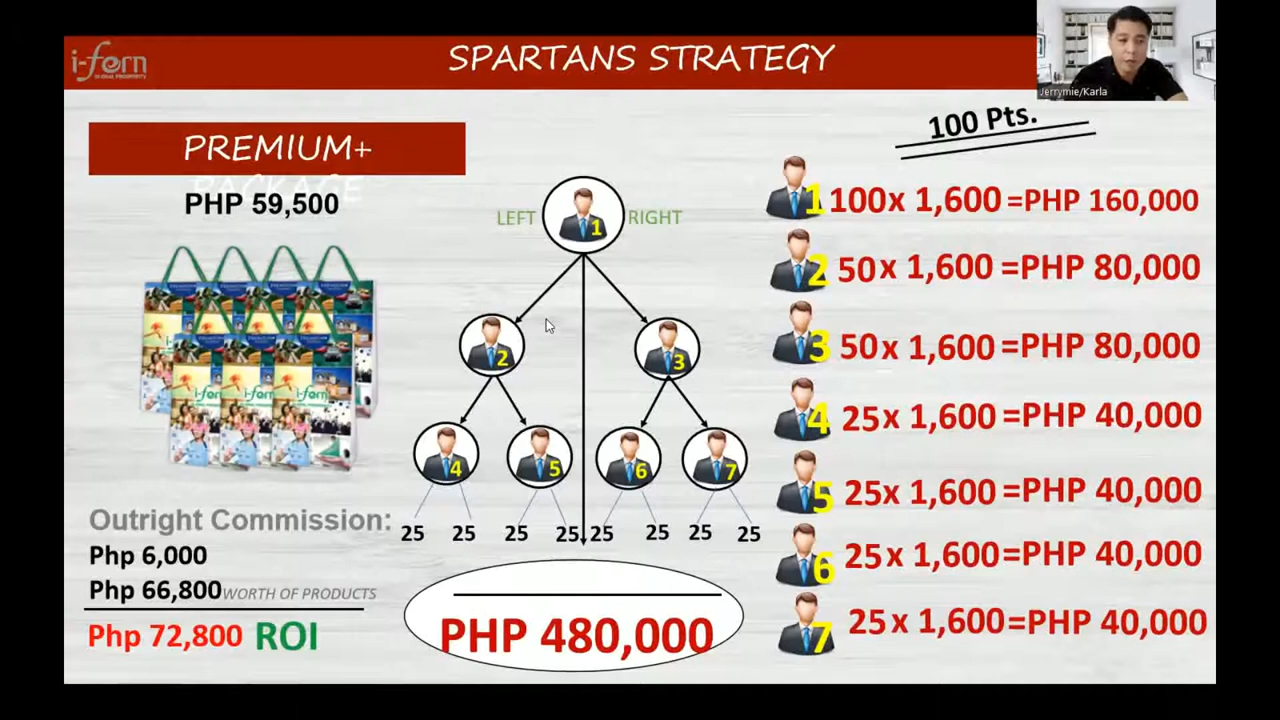 i-fern
GLOBAL PROSPERITY
SPARTANS STRATEGY
Jerrymie/Karla
PREMIUM+
PACKAGE
PHP 59,500
100 Pts.
LEFT
RIGHT
1
2
3
4
5
6
7
25 25 25 25 25 25 25 25
1 100x 1,600 =PHP 160,000
2 50x 1,600 =PHP 80,000
3 50x 1,600 =PHP 80,000
4 25x 1,600 =PHP 40,000
5 25x 1,600 =PHP 40,000
6 25x 1,600 =PHP 40,000
7 25x 1,600=PHP 40,000
Outright Commission:
Php 6,000
Php 66,800 WORTH OF PRODUCTS
Php 72,800 ROI
PHP 480,000